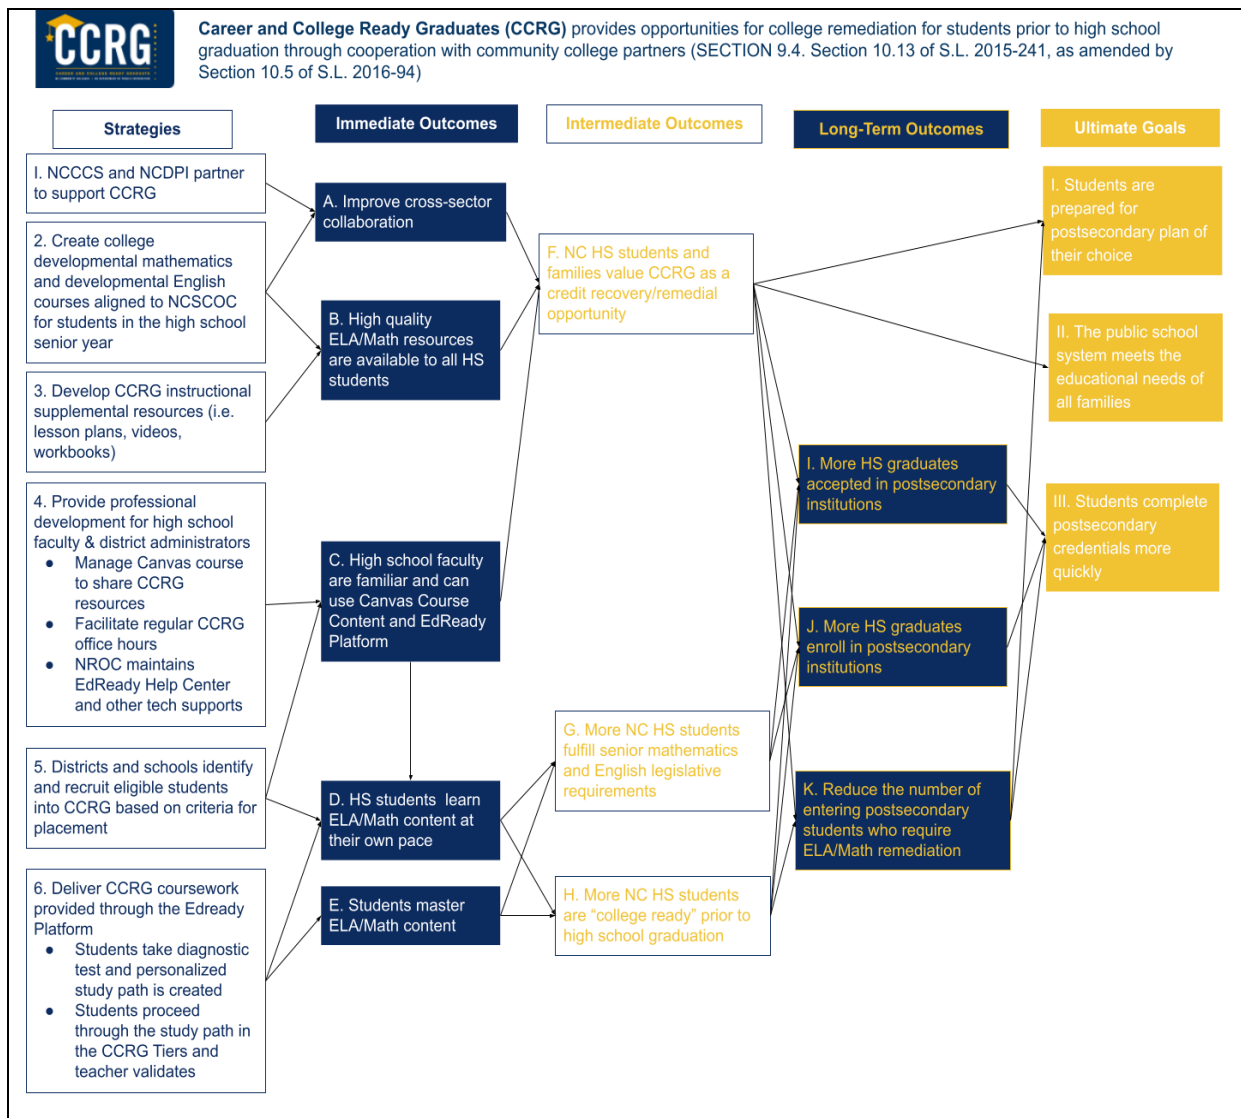 CCRG
CAREER AND COLLEGE READY GRADUATE
Career and College Ready Graduates (CCRG) provides opportunities for college remediation for students prior to high school
graduation through cooperation with community college partners (SECTION 9.4. Section 10.13 of S.L. 2015-241, as amended by
Section 10.5 of S.L. 2016-94)
Strategies
I. NCCCS and NCDPI partner
to support CCRG
2. Create college
developmental mathematics
and developmental English
courses aligned to NCSCOC
for students in the high school
senior year
3. Develop CCRG instructional
supplemental resources (i.e.
lesson plans, videos,
workbooks)
4. Provide professional
development for high school
faculty & district administrators
● Manage Canvas course
to share CCRG
resources
● Facilitate regular CCRG
office hours
● NROC maintains
EdReady Help Center
and other tech supports
5. Districts and schools identify
and recruit eligible students
into CCRG based on criteria for
placement
6. Deliver CCRG coursework
provided through the Edready
Platform
● Students take diagnostic
test and personalized
study path is created
● Students proceed
through the study path in
the CCRG Tiers and
teacher validates
Immediate Outcomes
A. Improve cross-sector
collaboration
B. High quality
ELA/Math resources
are available to all HS
students
C. High school faculty
are familiar and can
use Canvas Course
Content and EdReady
Platform
D. HS students learn
ELA/Math content at
their own pace
E. Students master
ELA/Math content
Intermediate Outcomes
F. NC HS students and
families value CCRG as a
credit recovery/remedial
opportunity
G. More NC HS students
fulfill senior mathematics
and English legislative
requirements
H. More NC HS students
are “college ready” prior to
high school graduation
Long-Term Outcomes
I. More HS graduates
accepted in postsecondary
institutions
J. More HS graduates
enroll in postsecondary
institutions
K. Reduce the number of
entering postsecondary
students who require
ELA/Math remediation
Ultimate Goals
I. Students are
prepared for
postsecondary plan of
their choice
II. The public school
system meets the
educational needs of
all families
III. Students complete
postsecondary
credentials more
quickly